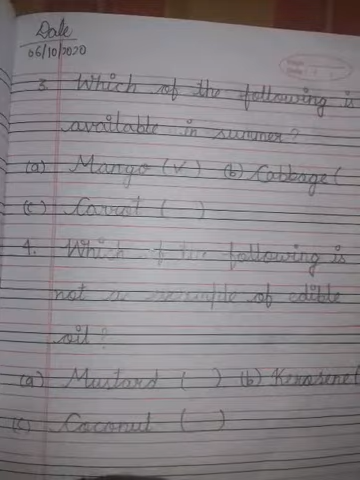 Date
06/10/2020
3. Which of the following is
available in summer?
(a) Mango (✓) (b) Cabbage (
(c) Carrot ( )
4. Which of the following is
not a example of edible
oil?
(a) Mustard ( ) (b) Kerosene (
(c) Coconut ( )